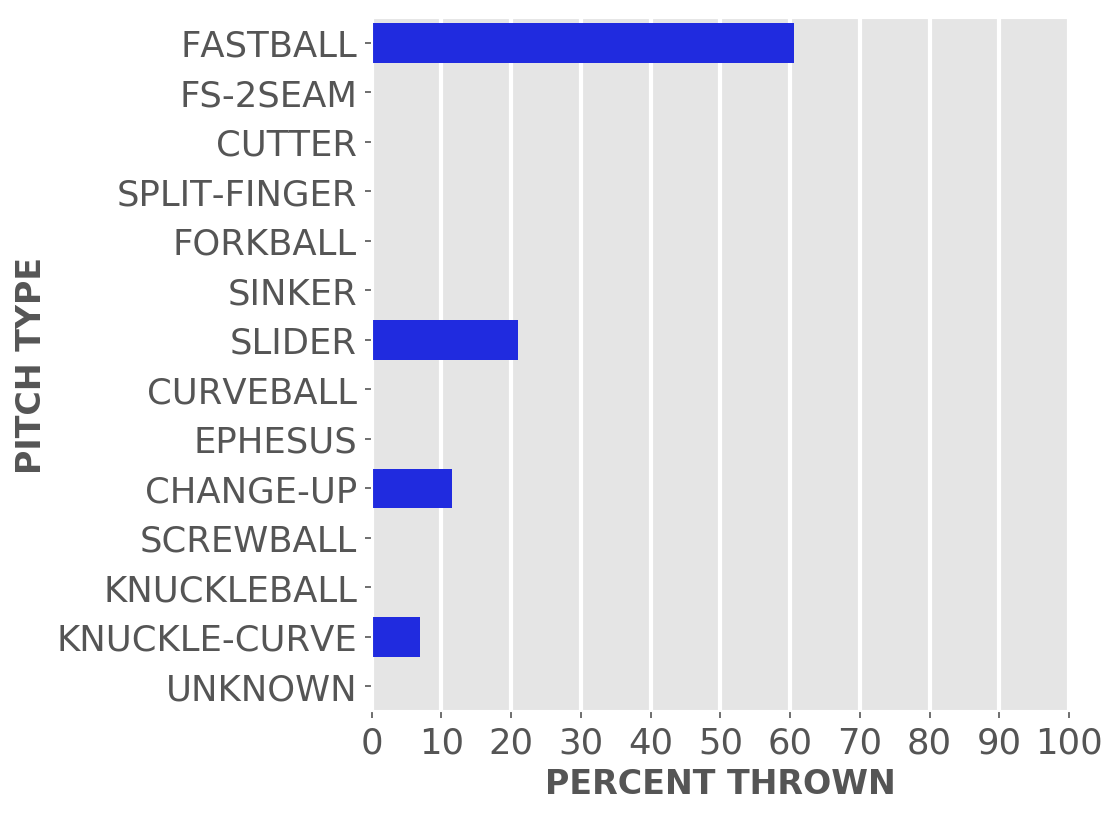 FASTBALL
FS-2SEAM
CUTTER
SPLIT-FINGER
FORKBALL
SINKER
SLIDER
CURVEBALL
EPHESUS
CHANGE-UP
SCREWBALL
KNUCKLEBALL
KNUCKLE-CURVE
UNKNOWN
PITCH TYPE
0 10 20 30 40 50 60 70 80 90 100
PERCENT THROWN